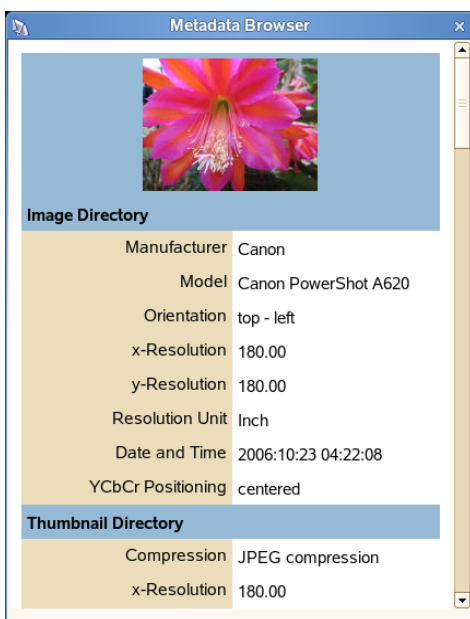 Metadata Browser
Image Directory
Manufacturer Canon
Model Canon PowerShot A620
Orientation top - left
x-Resolution 180.00
y-Resolution 180.00
Resolution Unit Inch
Date and Time 2006:10:23 04:22:08
YCbCr Positioning centered
Thumbnail Directory
Compression JPEG compression
x-Resolution 180.00